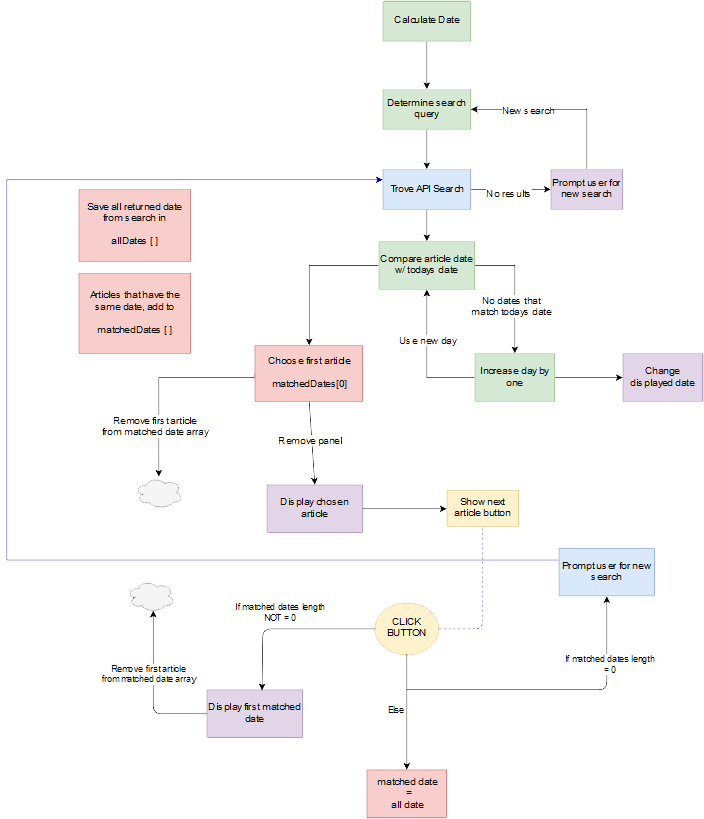 Calculate Date
Determine search
query
New search
Trove API Search
No results
Prompt user for
new search
Save all returned date
from search in
allDates [ ]
Compare article date
w/ todays date
Articles that have the
same date, add to
matchedDates [ ]
No dates that
match todays date
Use new day
Choose first article
matchedDates[0]
Increase day by
one
Change
displayed date
Remove first article
from matched date array
Remove panel
Display chosen
article
Show next
article button
Prompt user for new
search
If matched dates length
NOT = 0
CLICK
BUTTON
If matched dates length
= 0
Remove first article
from matched date array
Display first matched
date
Else
matched date
=
all date